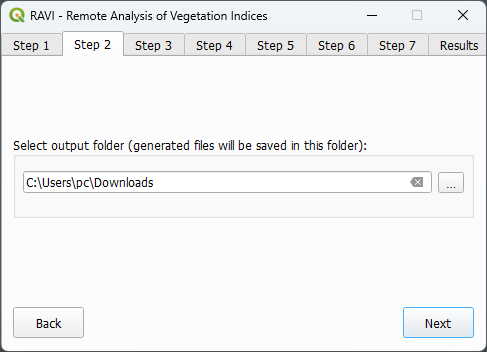 RAVI - Remote Analysis of Vegetation Indices
Step 1 Step 2 Step 3 Step 4 Step 5 Step 6 Step 7 Results
Select output folder (generated files will be saved in this folder):
C:\Users\pc\Downloads ...
Back Next